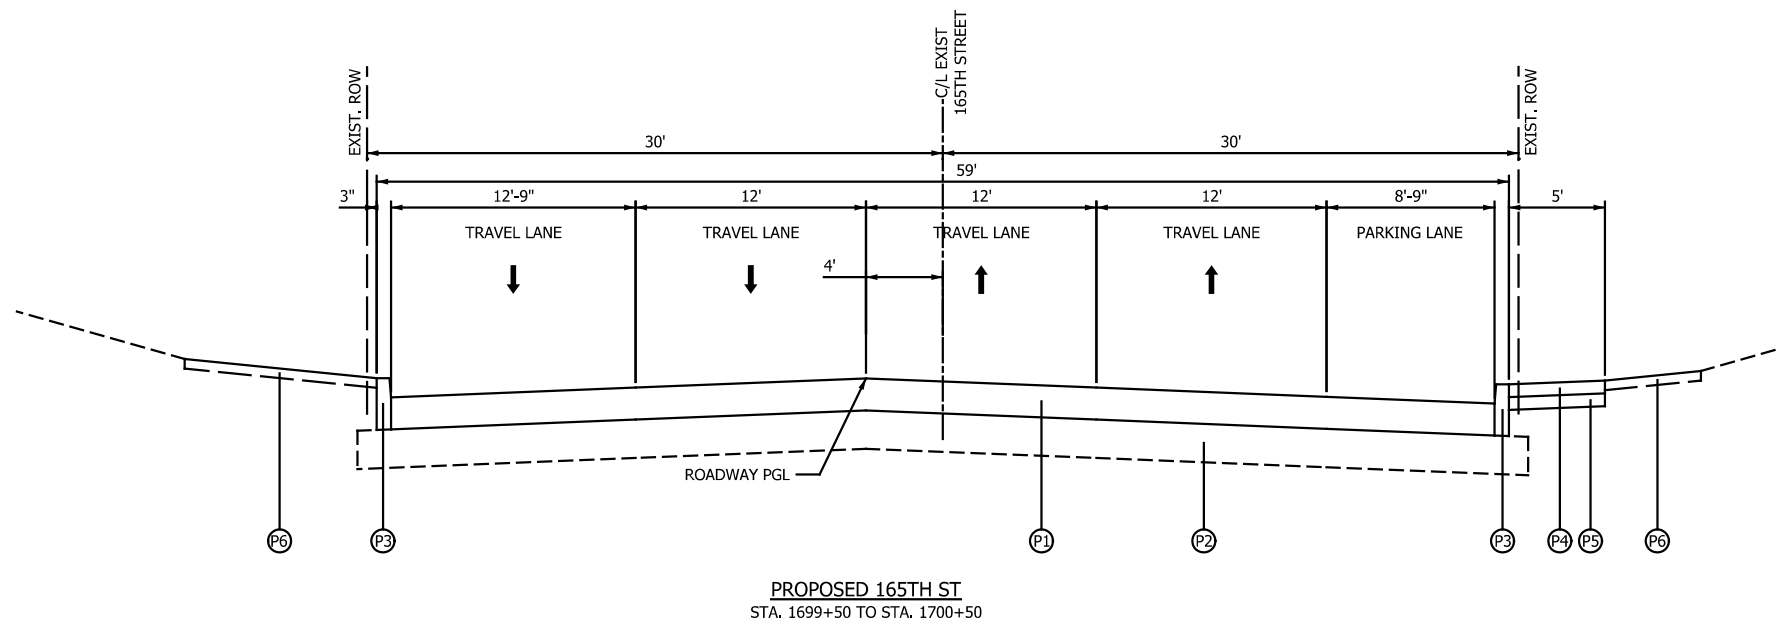 C/L EXIST
165TH STREET
EXIST. ROW
EXIST. ROW
30'
30'
59'
3"
12'-9"
12'
12'
12'
8'-9"
5'
TRAVEL LANE
TRAVEL LANE
TRAVEL LANE
TRAVEL LANE
PARKING LANE
4'
ROADWAY PGL
P6
P3
P1
P2
P3
P4
P5
P6
PROPOSED 165TH ST
STA. 1699+50 TO STA. 1700+50